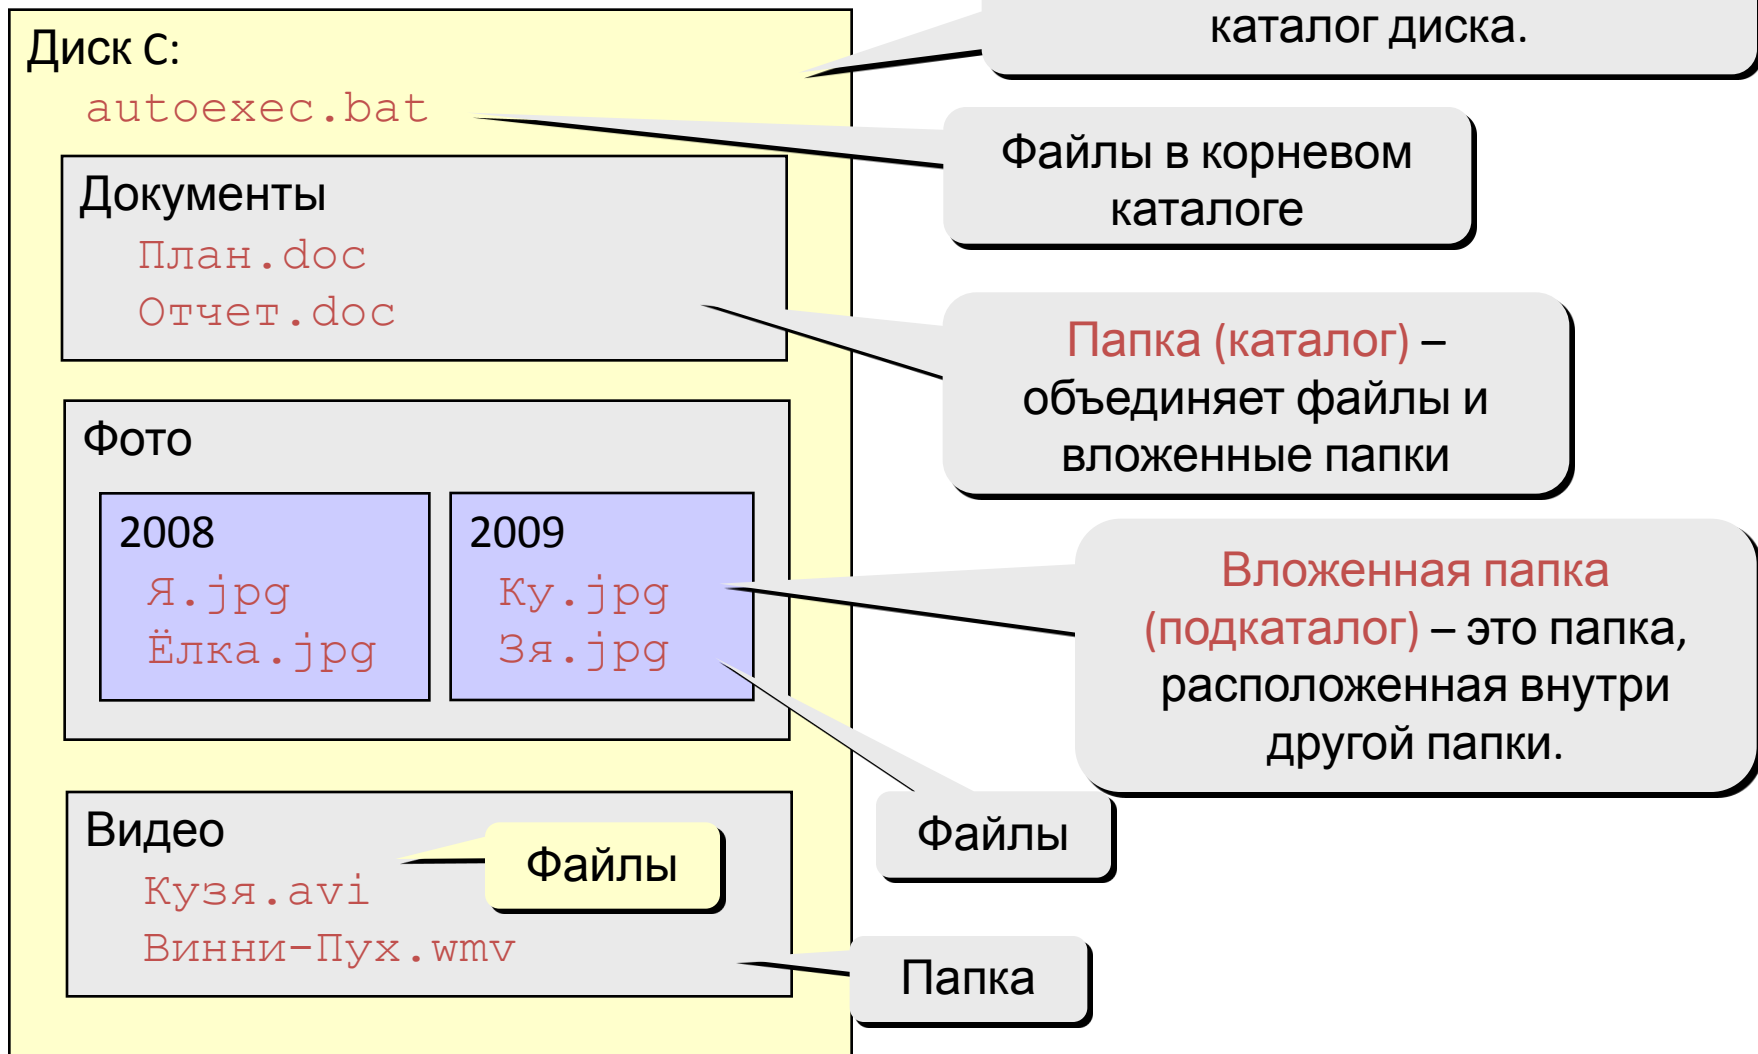 каталог диска.
Диск C:
autoexec.bat
Файлы в корневом
каталоге
Документы
План.doc
Отчет.doc
Папка (каталог) –
объединяет файлы и
вложенные папки
Фото
2008
Я.jpg
Ёлка.jpg
2009
Ку.jpg
Зя.jpg
Вложенная папка
(подкаталог) – это папка,
расположенная внутри
другой папки.
Файлы
Видео
Кузя.avi
Винни-Пух.wmv
Файлы
Папка